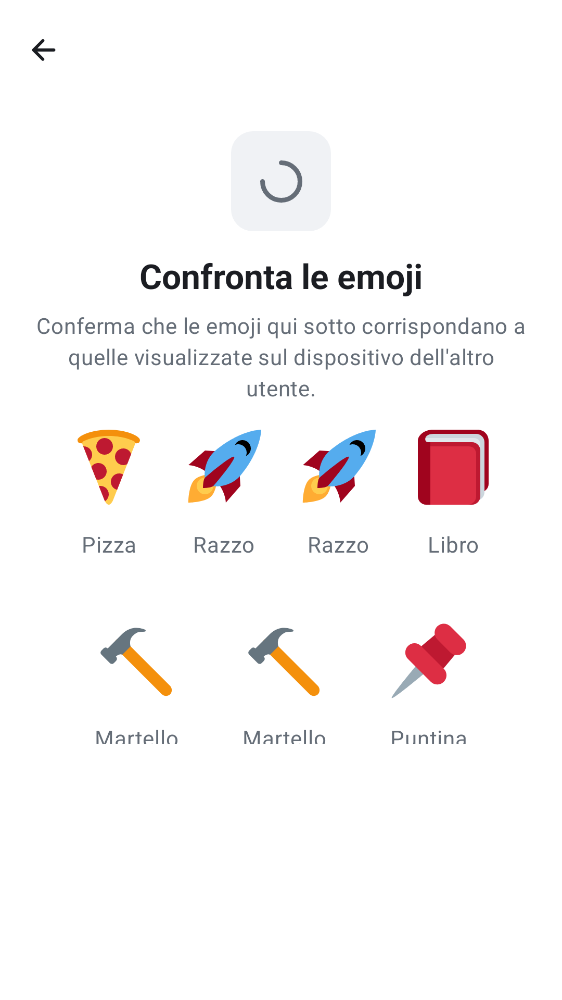 Confronta le emoji
Conferma che le emoji qui sotto corrispondano a
quelle visualizzate sul dispositivo dell'altro
utente.
Pizza Razzo Razzo Libro
Martello Martello Puntina